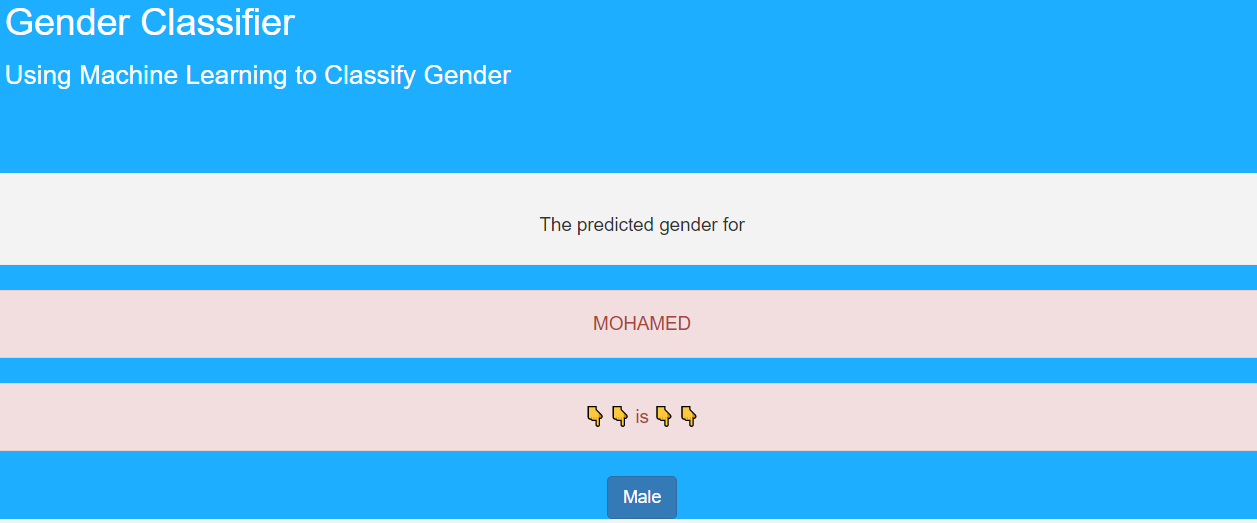 Gender Classifier
Using Machine Learning to Classify Gender
The predicted gender for
MOHAMED
👇 👇 is 👇 👇
Male